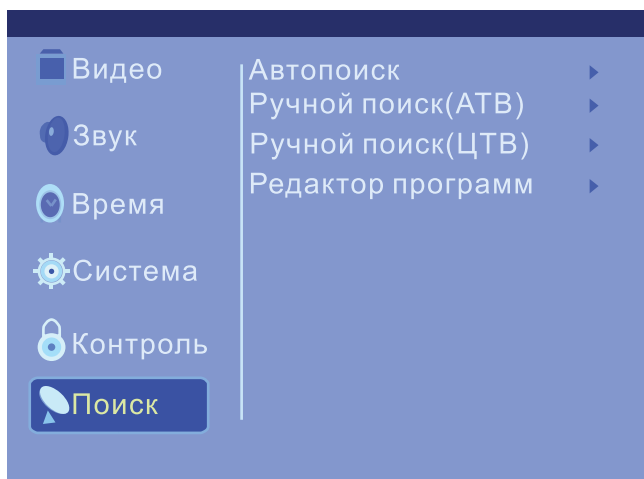 Видео
Звук
Время
Система
Контроль
Поиск
Автопоиск
Ручной поиск(АТВ)
Ручной поиск(ЦТВ)
Редактор программ